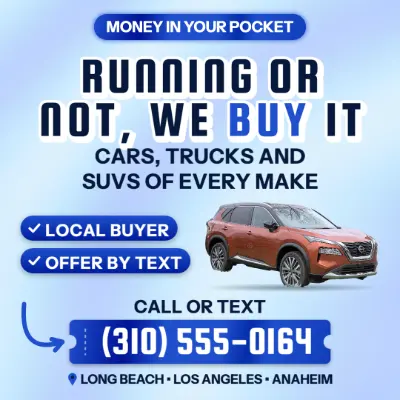 MONEY IN YOUR POCKET
RUNNING OR
NOT, WE BUY IT
CARS, TRUCKS AND
SUVS OF EVERY MAKE
LOCAL BUYER
OFFER BY TEXT
CALL OR TEXT
(310) 555-0164
LONG BEACH • LOS ANGELES • ANAHEIM